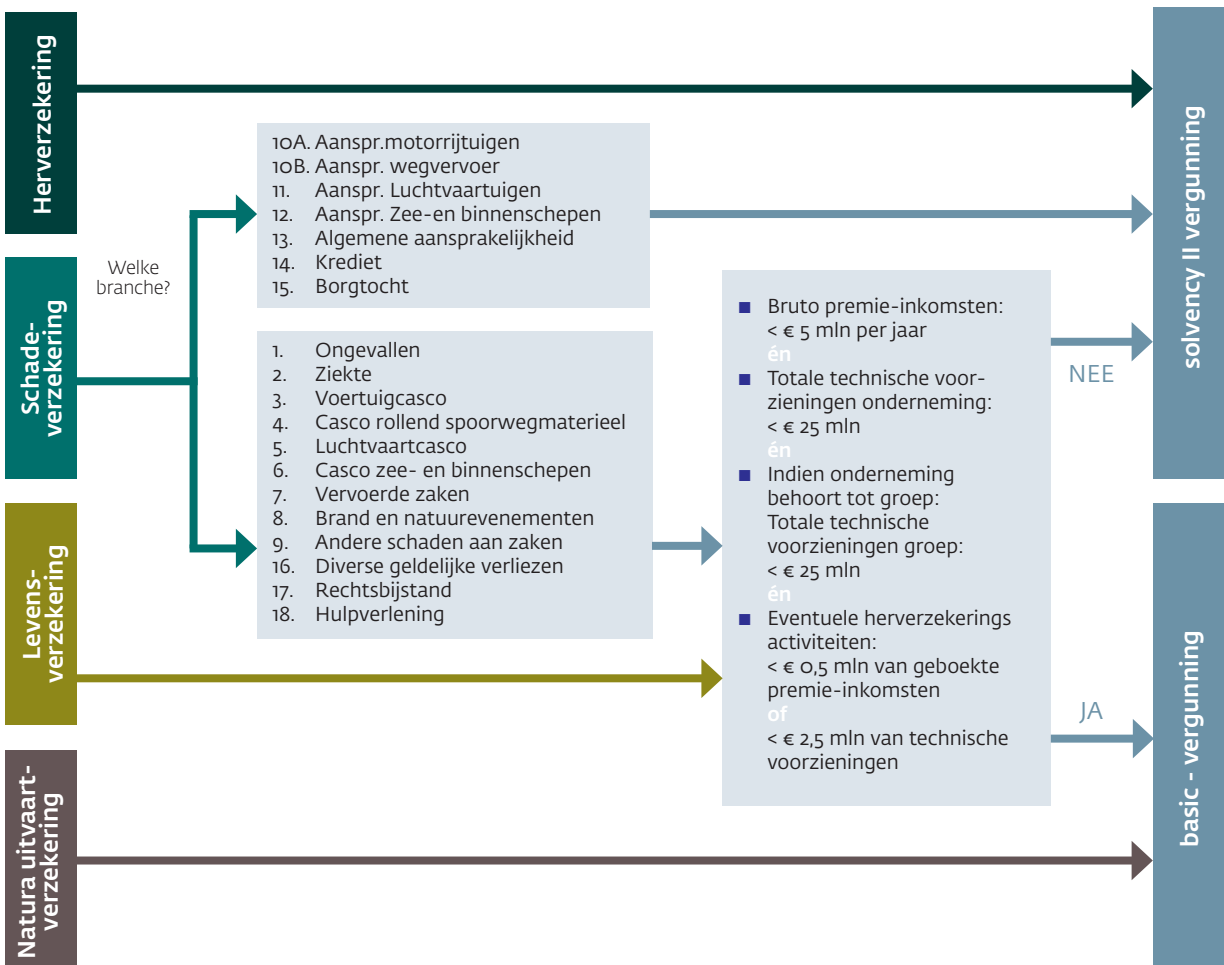 Herverzekering
Schade-
verzekering
Levens-
verzekering
Natura uitvaart-
verzekering
Welke
branche?
10A. Aanspr.motorrijtuigen
10B. Aanspr. wegvervoer
11. Aanspr. Luchtvaartuigen
12. Aanspr. Zee-en binnenschepen
13. Algemene aansprakelijkheid
14. Krediet
15. Borgtocht
1. Ongevallen
2. Ziekte
3. Voertuigcasco
4. Casco rollend spoorwegmaterieel
5. Luchtvaartcasco
6. Casco zee- en binnenschepen
7. Vervoerde zaken
8. Brand en natuurevenementen
9. Andere schaden aan zaken
16. Diverse geldelijke verliezen
17. Rechtsbijstand
18. Hulpverlening
■ Bruto premie-inkomsten:
< € 5 mln per jaar
én
■ Totale technische voor-
zieningen onderneming:
< € 25 mln
én
■ Indien onderneming
behoort tot groep:
Totale technische
voorzieningen groep:
< € 25 mln
én
■ Eventuele herverzekerings
activiteiten:
< € 0,5 mln van geboekte
premie-inkomsten
of
< € 2,5 mln van technische
voorzieningen
NEE
JA
solvency II vergunning
basic - vergunning